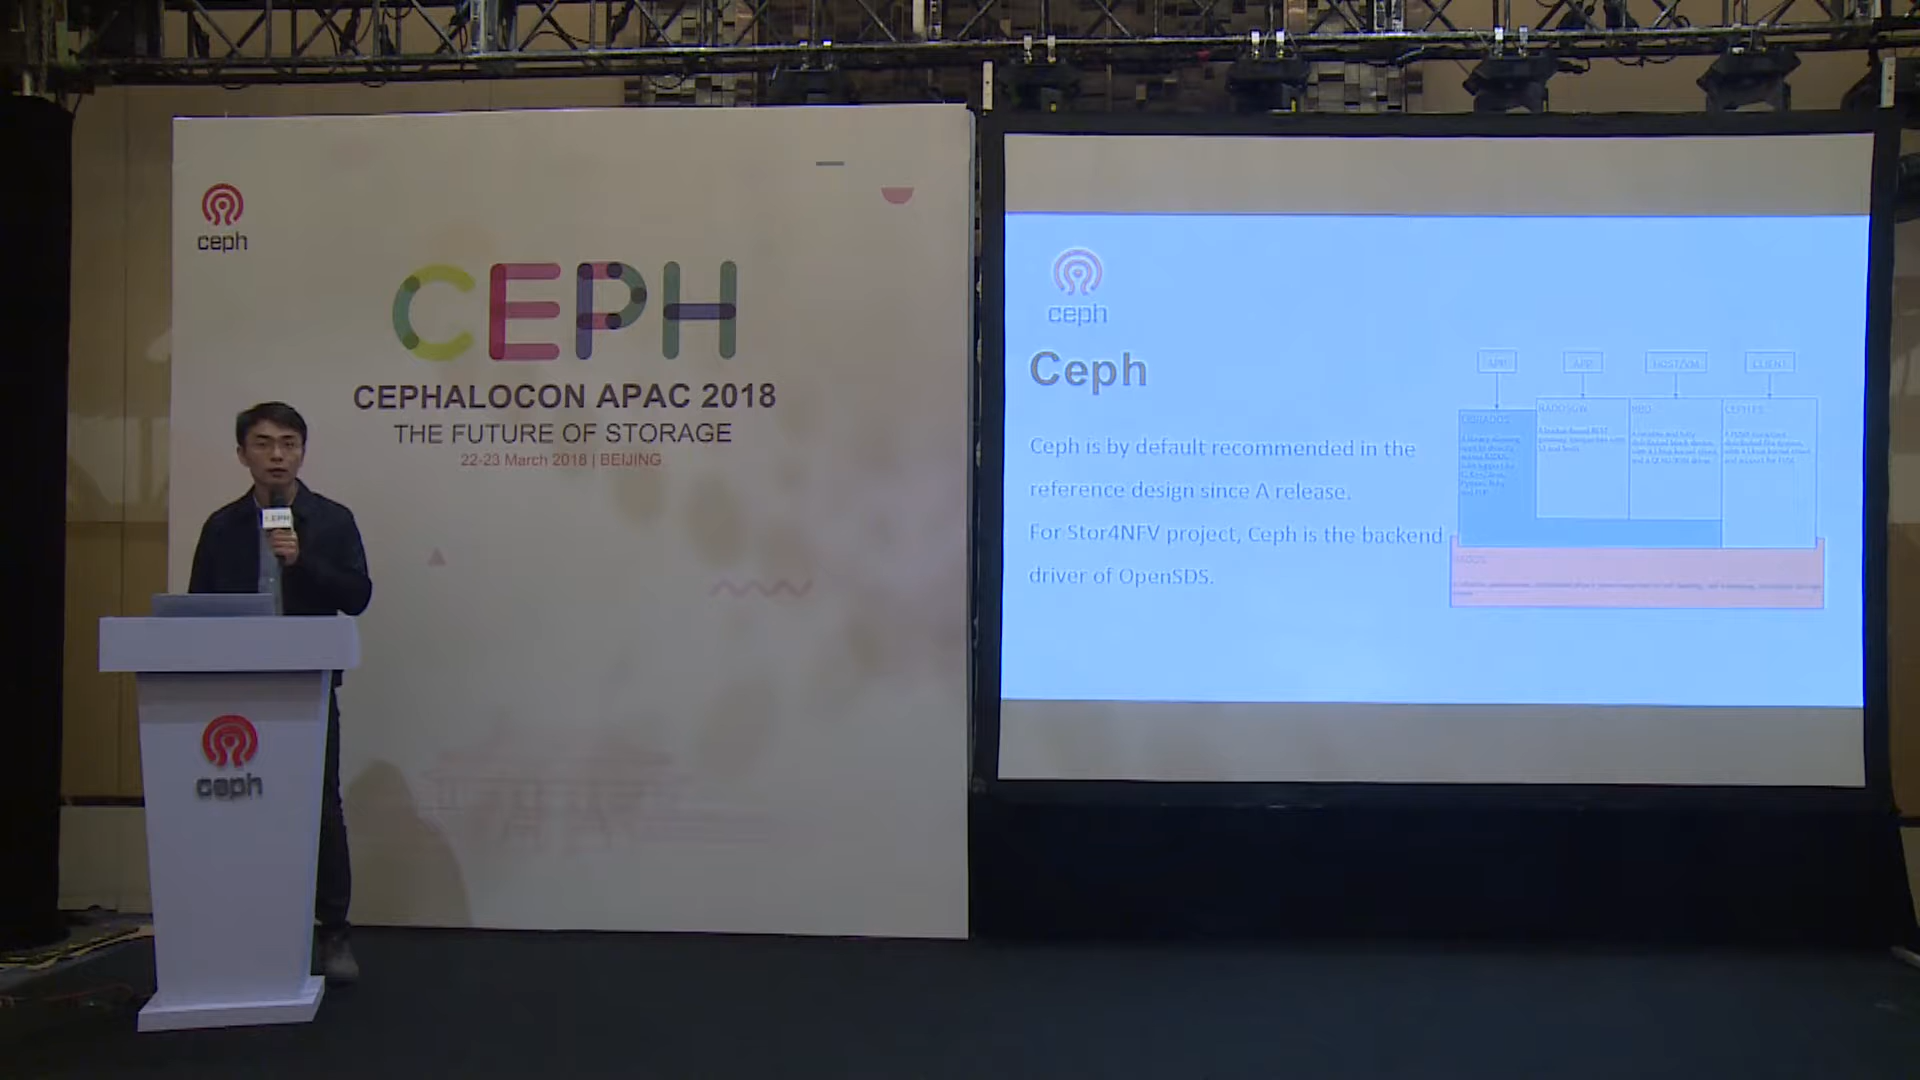 ceph
CEPH
CEPHALOCON APAC 2018
THE FUTURE OF STORAGE
22-23 March 2018 | BEIJING
CEPH
ceph
ceph
Ceph
Ceph is by default recommended in the
reference design since A release.
For Stor4NFV project, Ceph is the backend
driver of OpenSDS.
APP
APP
HOST/VM
CLIENT
LIBRADOS
RADOSGW
RBD
CEPH FS
RADOS